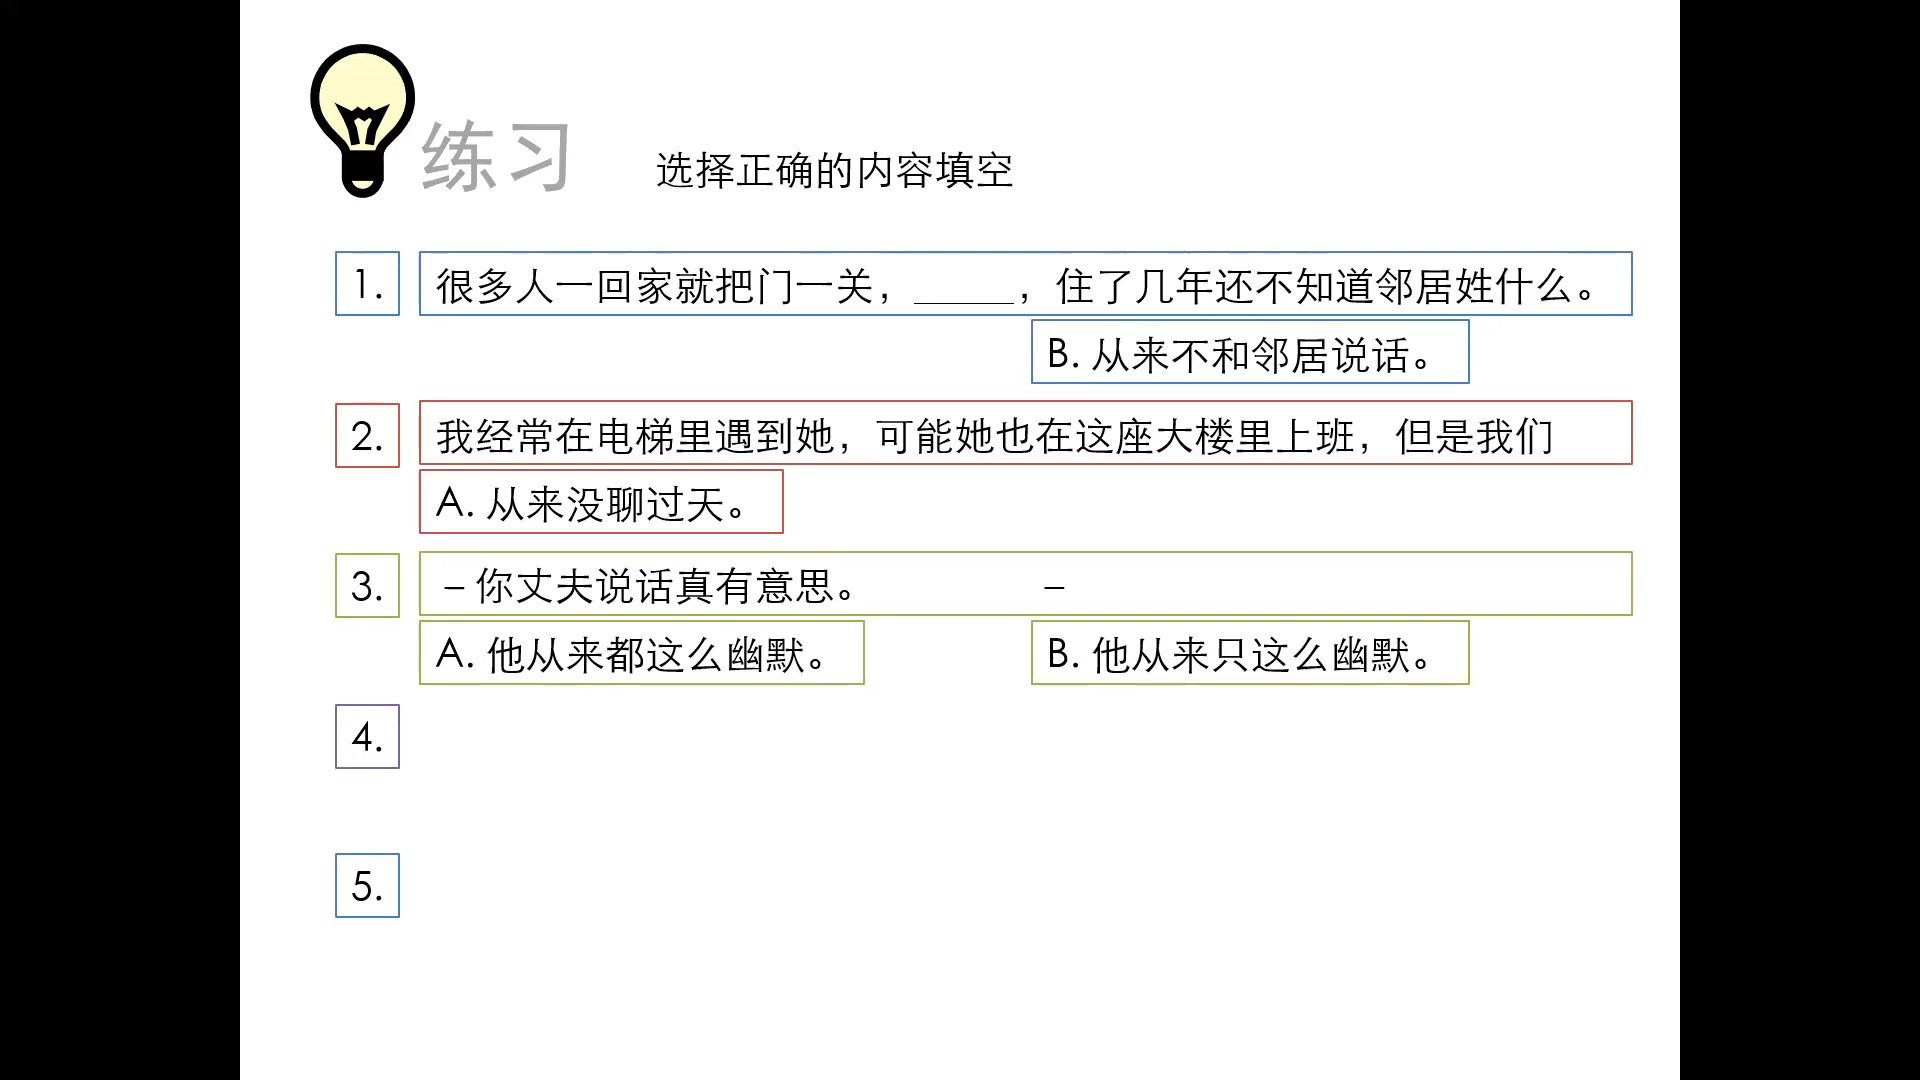 练习
选择正确的内容填空
1. 很多人一回家就把门一关，_____，住了几年还不知道邻居姓什么。
B. 从来不和邻居说话。
2. 我经常在电梯里遇到她，可能她也在这座大楼里上班，但是我们
A. 从来没聊过天。
3. – 你丈夫说话真有意思。 –
A. 他从来都这么幽默。 B. 他从来只这么幽默。
4.
5.